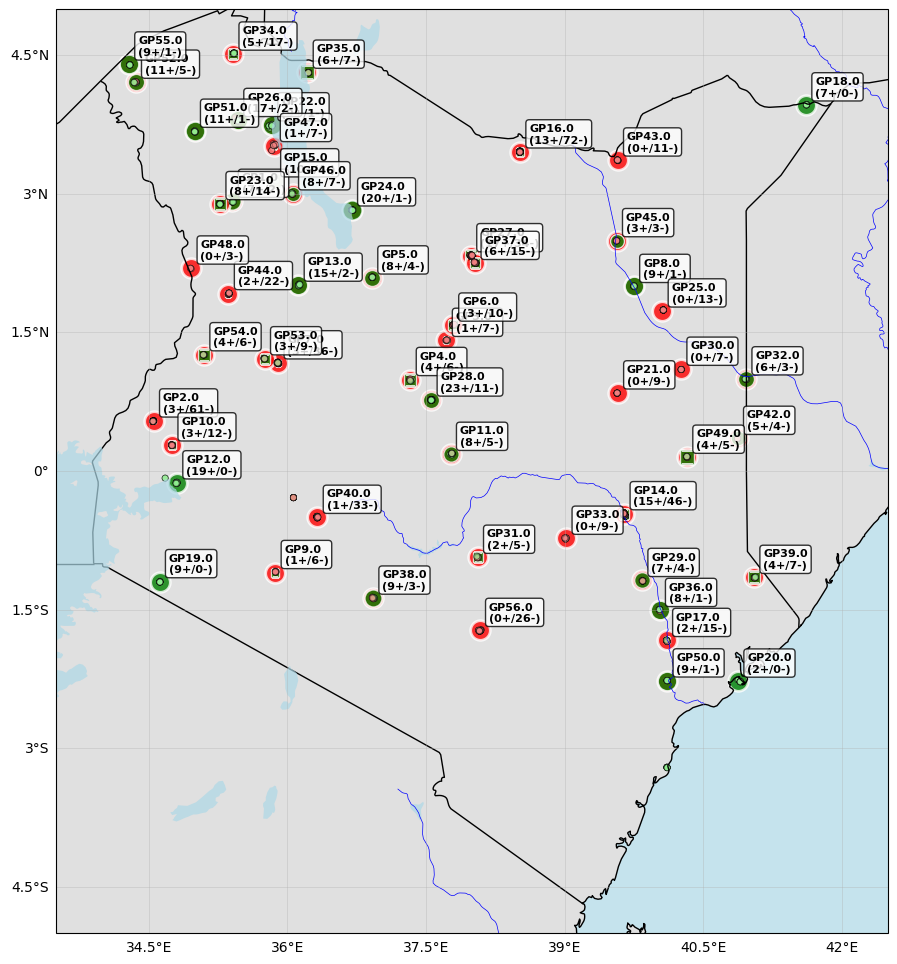 GP34.0
(5+/17-)
GP55.0
(9+/1-)
(11+/5-)
GP35.0
(6+/7-)
4.5°N
GP18.0
(7+/0-)
GP26.0
(17+/2-)
GP51.0
(11+/1-)
GP47.0
(1+/7-)
GP16.0
(13+/72-)
GP43.0
(0+/11-)
GP15.0
GP46.0
(8+/7-)
GP23.0
(8+/14-)
GP24.0
(20+/1-)
3°N
GP45.0
(3+/3-)
GP37.0
(6+/15-)
GP48.0
(0+/3-)
GP44.0
(2+/22-)
GP13.0
(15+/2-)
GP5.0
(8+/4-)
GP8.0
(9+/1-)
GP25.0
(0+/13-)
GP6.0
(3+/10-)
(1+/7-)
1.5°N
GP54.0
(4+/6-)
GP53.0
(3+/9-)
GP30.0
(0+/7-)
GP32.0
(6+/3-)
GP4.0
GP28.0
(23+/11-)
GP21.0
(0+/9-)
GP2.0
(3+/61-)
GP10.0
(3+/12-)
GP42.0
(5+/4-)
GP49.0
(4+/5-)
GP11.0
(8+/5-)
GP12.0
(19+/0-)
0°
GP40.0
(1+/33-)
GP14.0
(15+/46-)
GP33.0
(0+/9-)
GP31.0
(2+/5-)
GP9.0
(1+/6-)
GP19.0
(9+/0-)
GP38.0
(9+/3-)
GP29.0
(7+/4-)
GP39.0
(4+/7-)
GP36.0
(8+/1-)
1.5°S
GP56.0
(0+/26-)
GP17.0
(2+/15-)
GP50.0
(9+/1-)
GP20.0
(2+/0-)
3°S
4.5°S
34.5°E 36°E 37.5°E 39°E 40.5°E 42°E